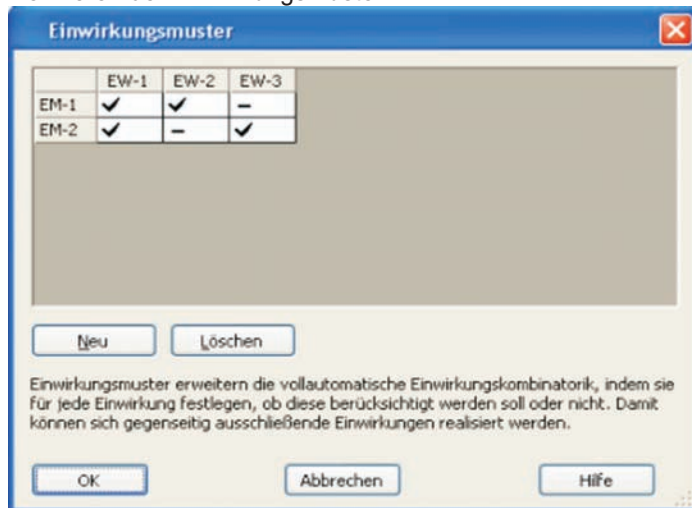 Einwirkungsmuster
EW-1 EW-2 EW-3
EM-1 ✓ ✓ –
EM-2 ✓ – ✓
Neu Löschen
Einwirkungsmuster erweitern die vollautomatische Einwirkungskombinatorik, indem sie
für jede Einwirkung festlegen, ob diese berücksichtigt werden soll oder nicht. Damit
können sich gegenseitig ausschließende Einwirkungen realisiert werden.
OK Abbrechen Hilfe